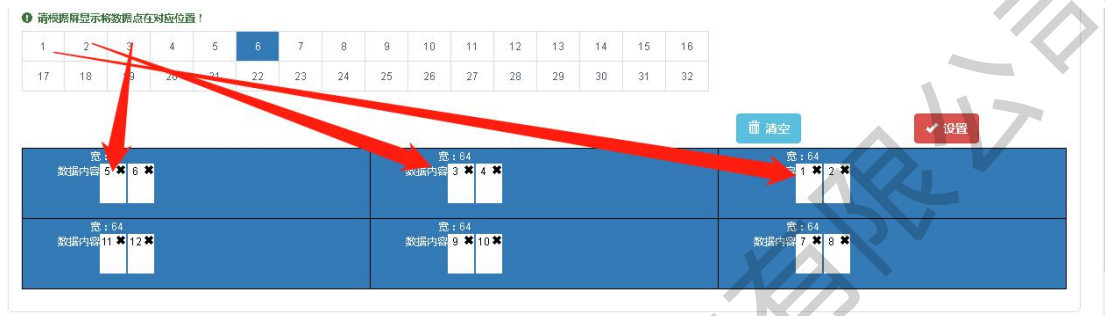 请根据屏显示将数据点在对应位置！
1 2 3 4 5 6 7 8 9 10 11 12 13 14 15 16
17 18 19 20 21 22 23 24 25 26 27 28 29 30 31 32
清空 设置
宽: 宽:64 宽:64
数据内容 5 ✖ 6 ✖ 数据内容 3 ✖ 4 ✖ 容 1 ✖ 2 ✖
宽:64 宽:64 宽:64
数据内容 11 ✖ 12 ✖ 数据内容 9 ✖ 10 ✖ 数据内容 7 ✖ 8 ✖
有限公司